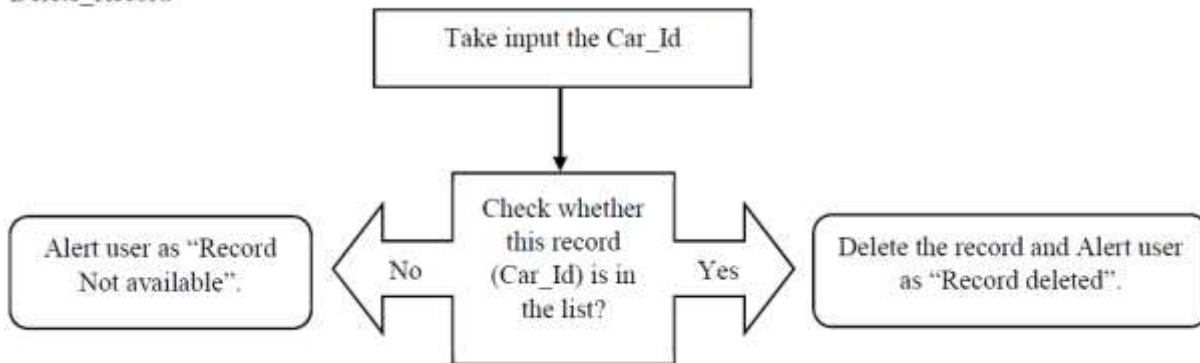 Take input the Car_Id
Check whether
this record
(Car_Id) is in
the list?
No
Yes
Alert user as “Record
Not available”.
Delete the record and Alert user
as “Record deleted”.